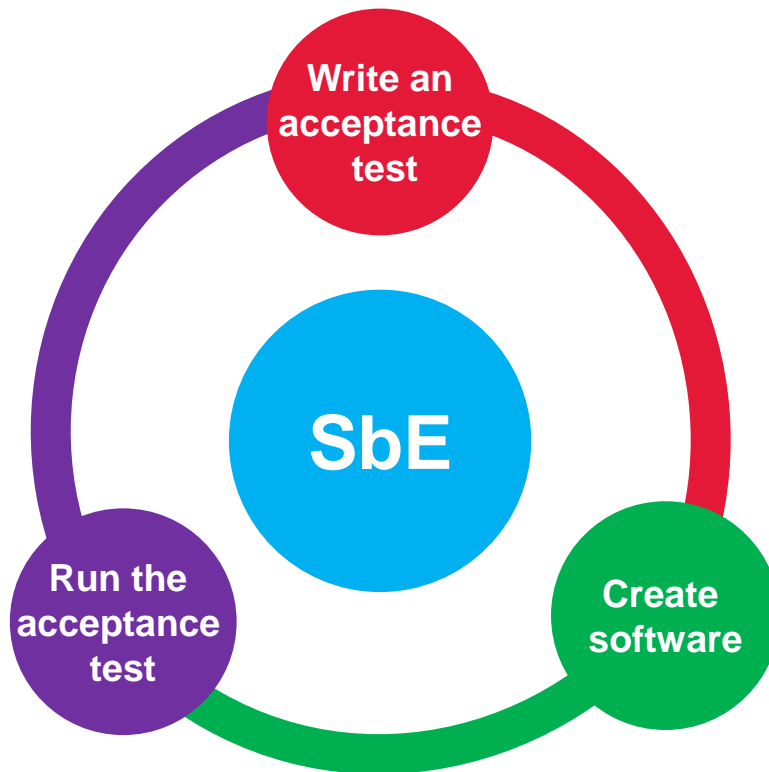 Write an
acceptance
test
SbE
Run the
acceptance
test
Create
software